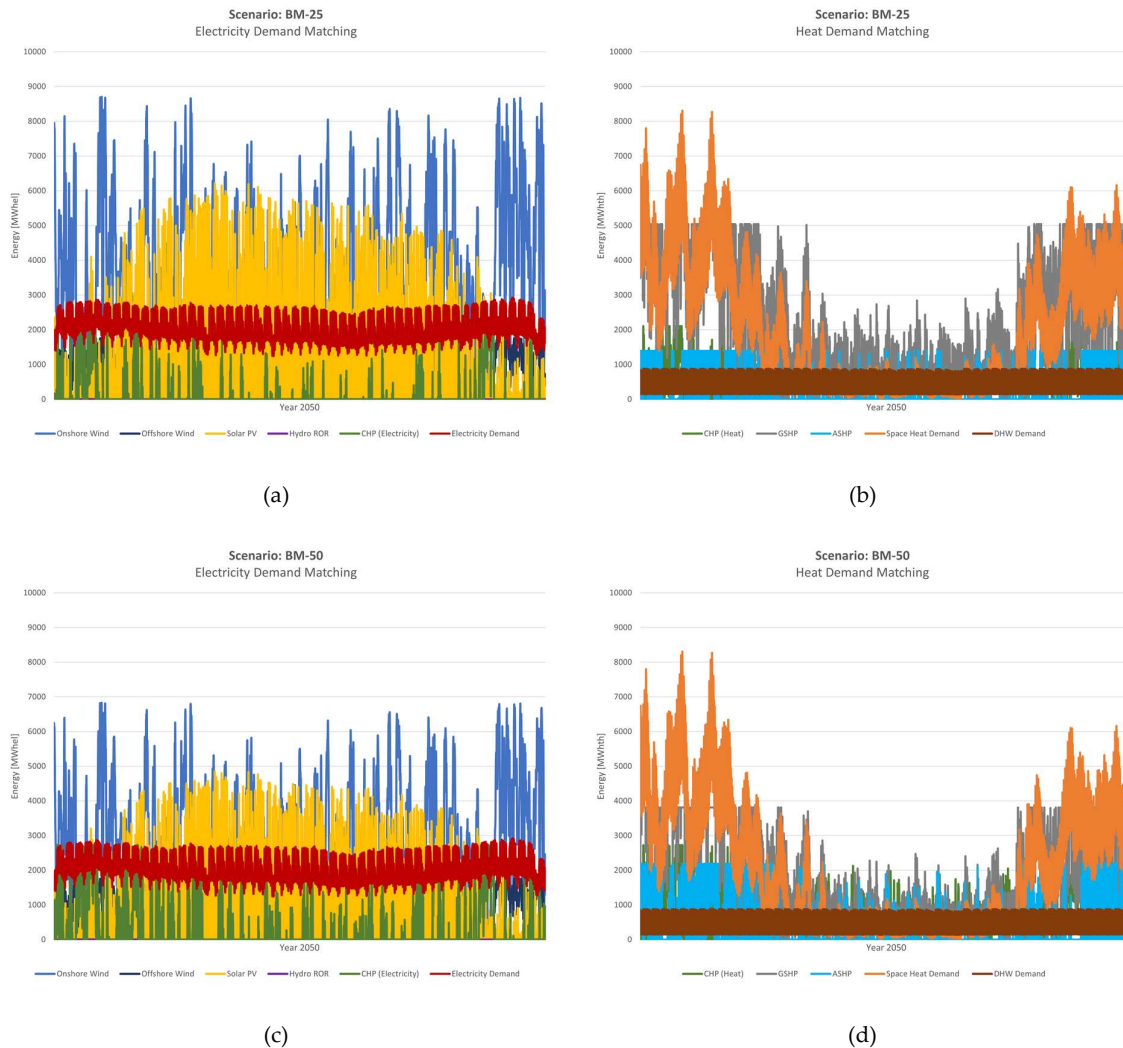 Scenario: BM-25
Electricity Demand Matching
10000
9000
8000
7000
6000
5000
4000
3000
2000
1000
0
Energy [MWhel]
Year 2050
Onshore Wind Offshore Wind Solar PV Hydro ROR CHP (Electricity) Electricity Demand
(a)
Scenario: BM-25
Heat Demand Matching
10000
9000
8000
7000
6000
5000
4000
3000
2000
1000
0
Energy [MWhth]
Year 2050
CHP (Heat) GSHP ASHP Space Heat Demand DHW Demand
(b)
Scenario: BM-50
Electricity Demand Matching
10000
9000
8000
7000
6000
5000
4000
3000
2000
1000
0
Energy [MWhel]
Year 2050
Onshore Wind Offshore Wind Solar PV Hydro ROR CHP (Electricity) Electricity Demand
(c)
Scenario: BM-50
Heat Demand Matching
10000
9000
8000
7000
6000
5000
4000
3000
2000
1000
0
Energy [MWhth]
Year 2050
CHP (Heat) GSHP ASHP Space Heat Demand DHW Demand
(d)